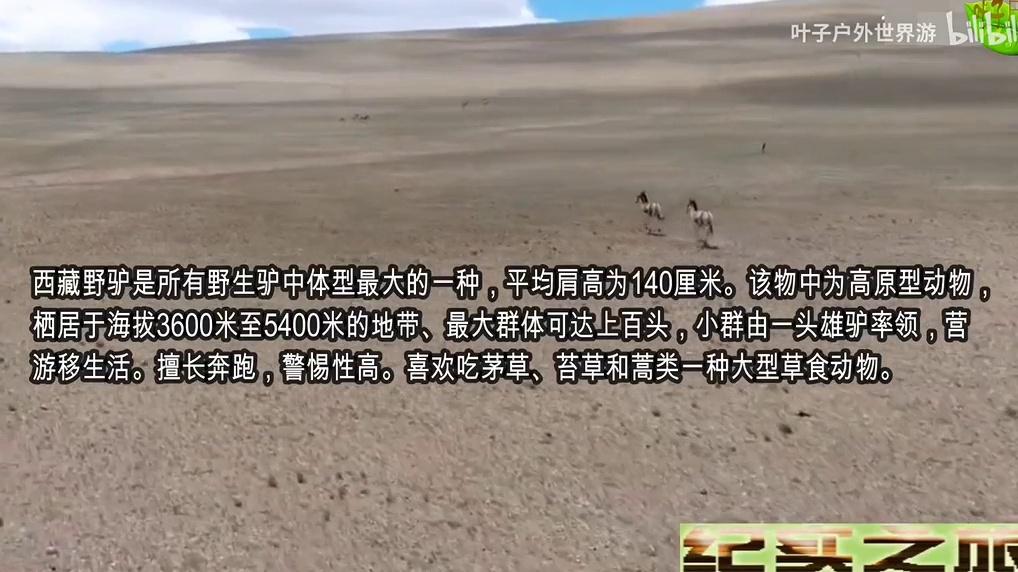 叶子户外世界游 bilibili
西藏野驴是所有野生驴中体型最大的一种，平均肩高为140厘米。该物中为高原型动物，
栖居于海拔3600米至5400米的地带、最大群体可达上百头，小群由一头雄驴率领，营
游移生活。擅长奔跑，警惕性高。喜欢吃茅草、苔草和蒿类一种大型草食动物。
纪实之旅